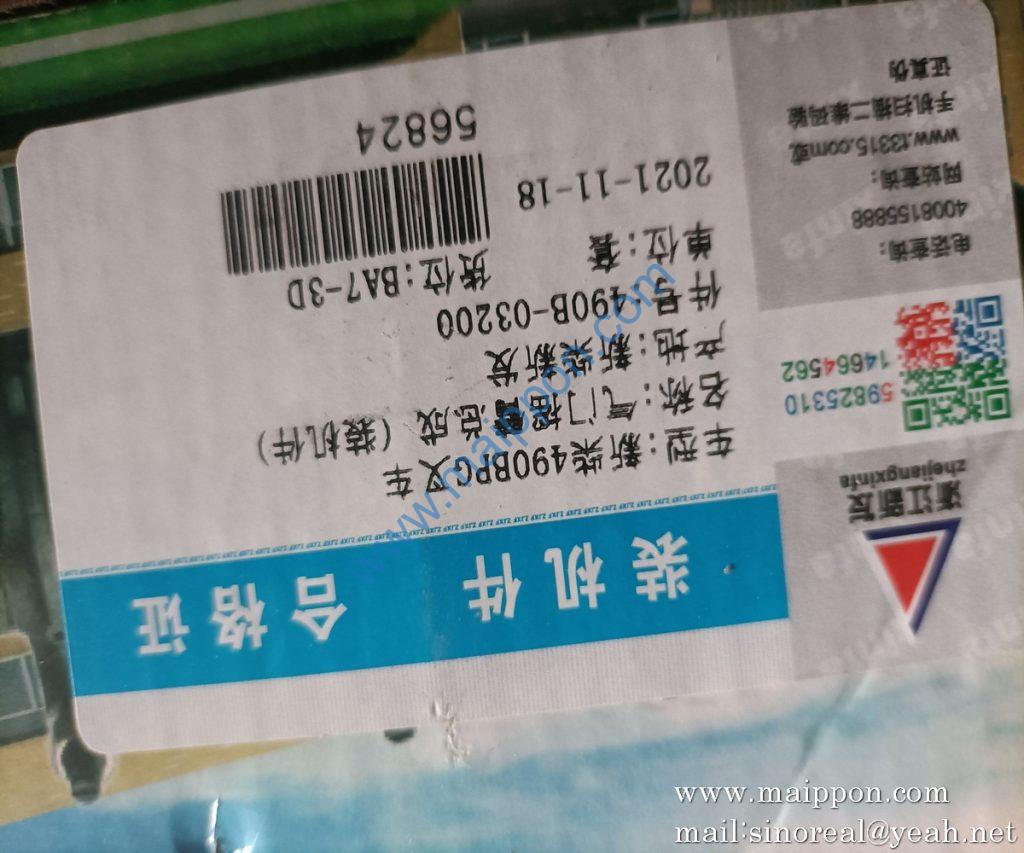 装机件 合格证
车型:新柴490BPG叉车
名称:气门摇臂总成(装机件)
产地:新柴新发
件号:490B-03200
单位:套
货位:BA7-3D
2021-11-18
56824
浙江新发
zhejiangxinfa
59825310
14664562
电话查询:
4008155888
网站查询:
www.t3315.com或
手机扫描二维码验
证真伪
www.maippon.com
www.maippon.com
mail:sinoreal@yeah.net